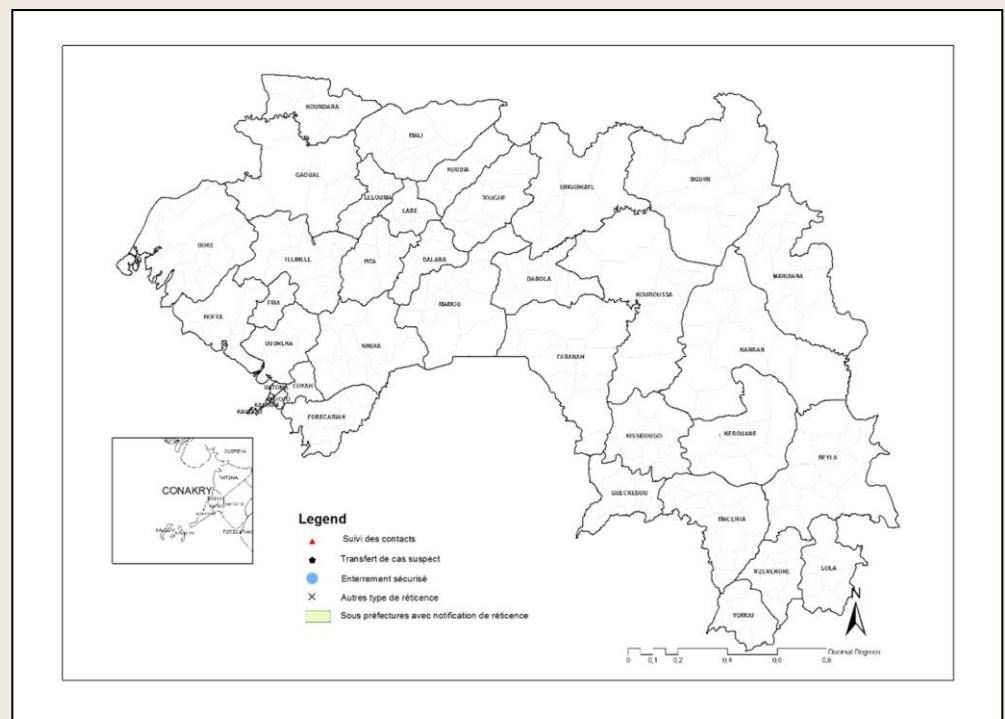 KOUNDARA
MALI
GAOUAL
KOUBIA
SIGUIRI
LELOUMA
LABE
TOUGUE
DINGUIRAYE
BOKE
TELIMELE
PITA
DALABA
MANDIANA
DABOLA
FRIA
MAMOU
KOUROUSSA
BOFFA
DUBREKA
KINDIA
KANKAN
FARANAH
COYAH
FORECARIAH
KISSIDOUGO
KEROUANE
BEYLA
GUECKEDOU
MACENTA
N'ZEREKORE
LOLA
YOMOU
N
DUBREKA
RATOMA
CONAKRY
Legend
Suivi des contacts
Transfert de cas suspect
Enterrement sécurisé
Autres type de réticence
Sous préfectures avec notification de réticence
0 0,1 0,2 0,4 0,6 0,8
Decimal Degrees